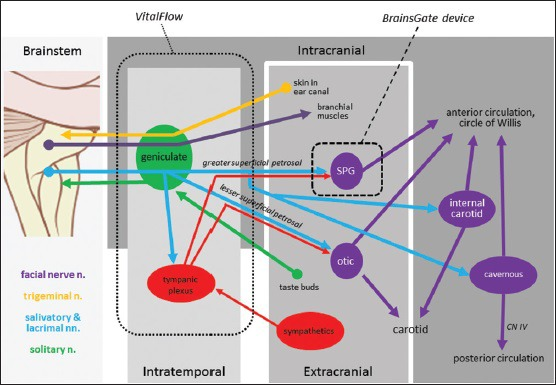 VitalFlow
BrainsGate device
Brainstem
Intracranial
skin in
ear canal
branchial
muscles
anterior circulation,
circle of Willis
geniculate
greater superficial petrosal
SPG
lesser superficial petrosal
internal
carotid
otic
tympanic
plexus
taste buds
cavernous
facial nerve n.
trigeminal n.
salivatory &
lacrimal nn.
solitary n.
sympathetics
carotid
CN IV
posterior circulation
Intratemporal
Extracranial